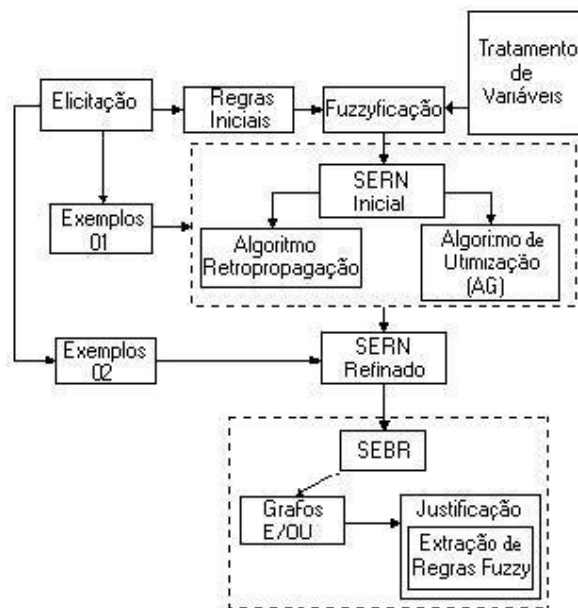 Tratamento
de
Variáveis
Elicitação
Regras
Iniciais
Fuzzyficação
SERN
Inicial
Exemplos
01
Algoritmo
Retropropagação
Algoritmo de
Utimização
(AG)
Exemplos
02
SERN
Refinado
SEBR
Grafos
E/OU
Justificação
Extração de
Regras Fuzzy